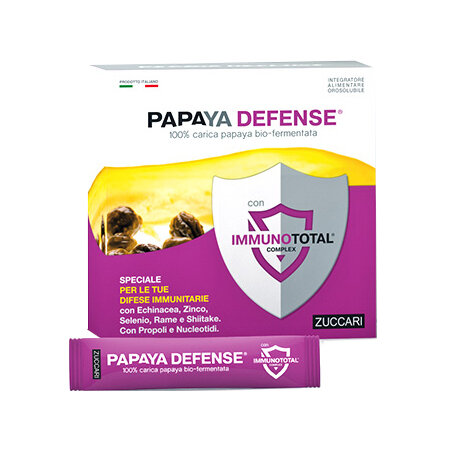 PRODOTTO ITALIANO
INTEGRATORE
ALIMENTARE
OROSOLUBILE
PAPAYA DEFENSE®
100% carica papaya bio-fermentata
con
IMMUNOTOTAL®
COMPLEX
SPECIALE
PER LE TUE
DIFESE IMMUNITARIE
con Echinacea, Zinco,
Selenio, Rame e Shiitake.
Con Propoli e Nucleotidi.
ZUCCARI
ZUCCARI
PAPAYA DEFENSE®
100% carica papaya bio-fermentata
con
IMMUNOTOTAL®
COMPLEX